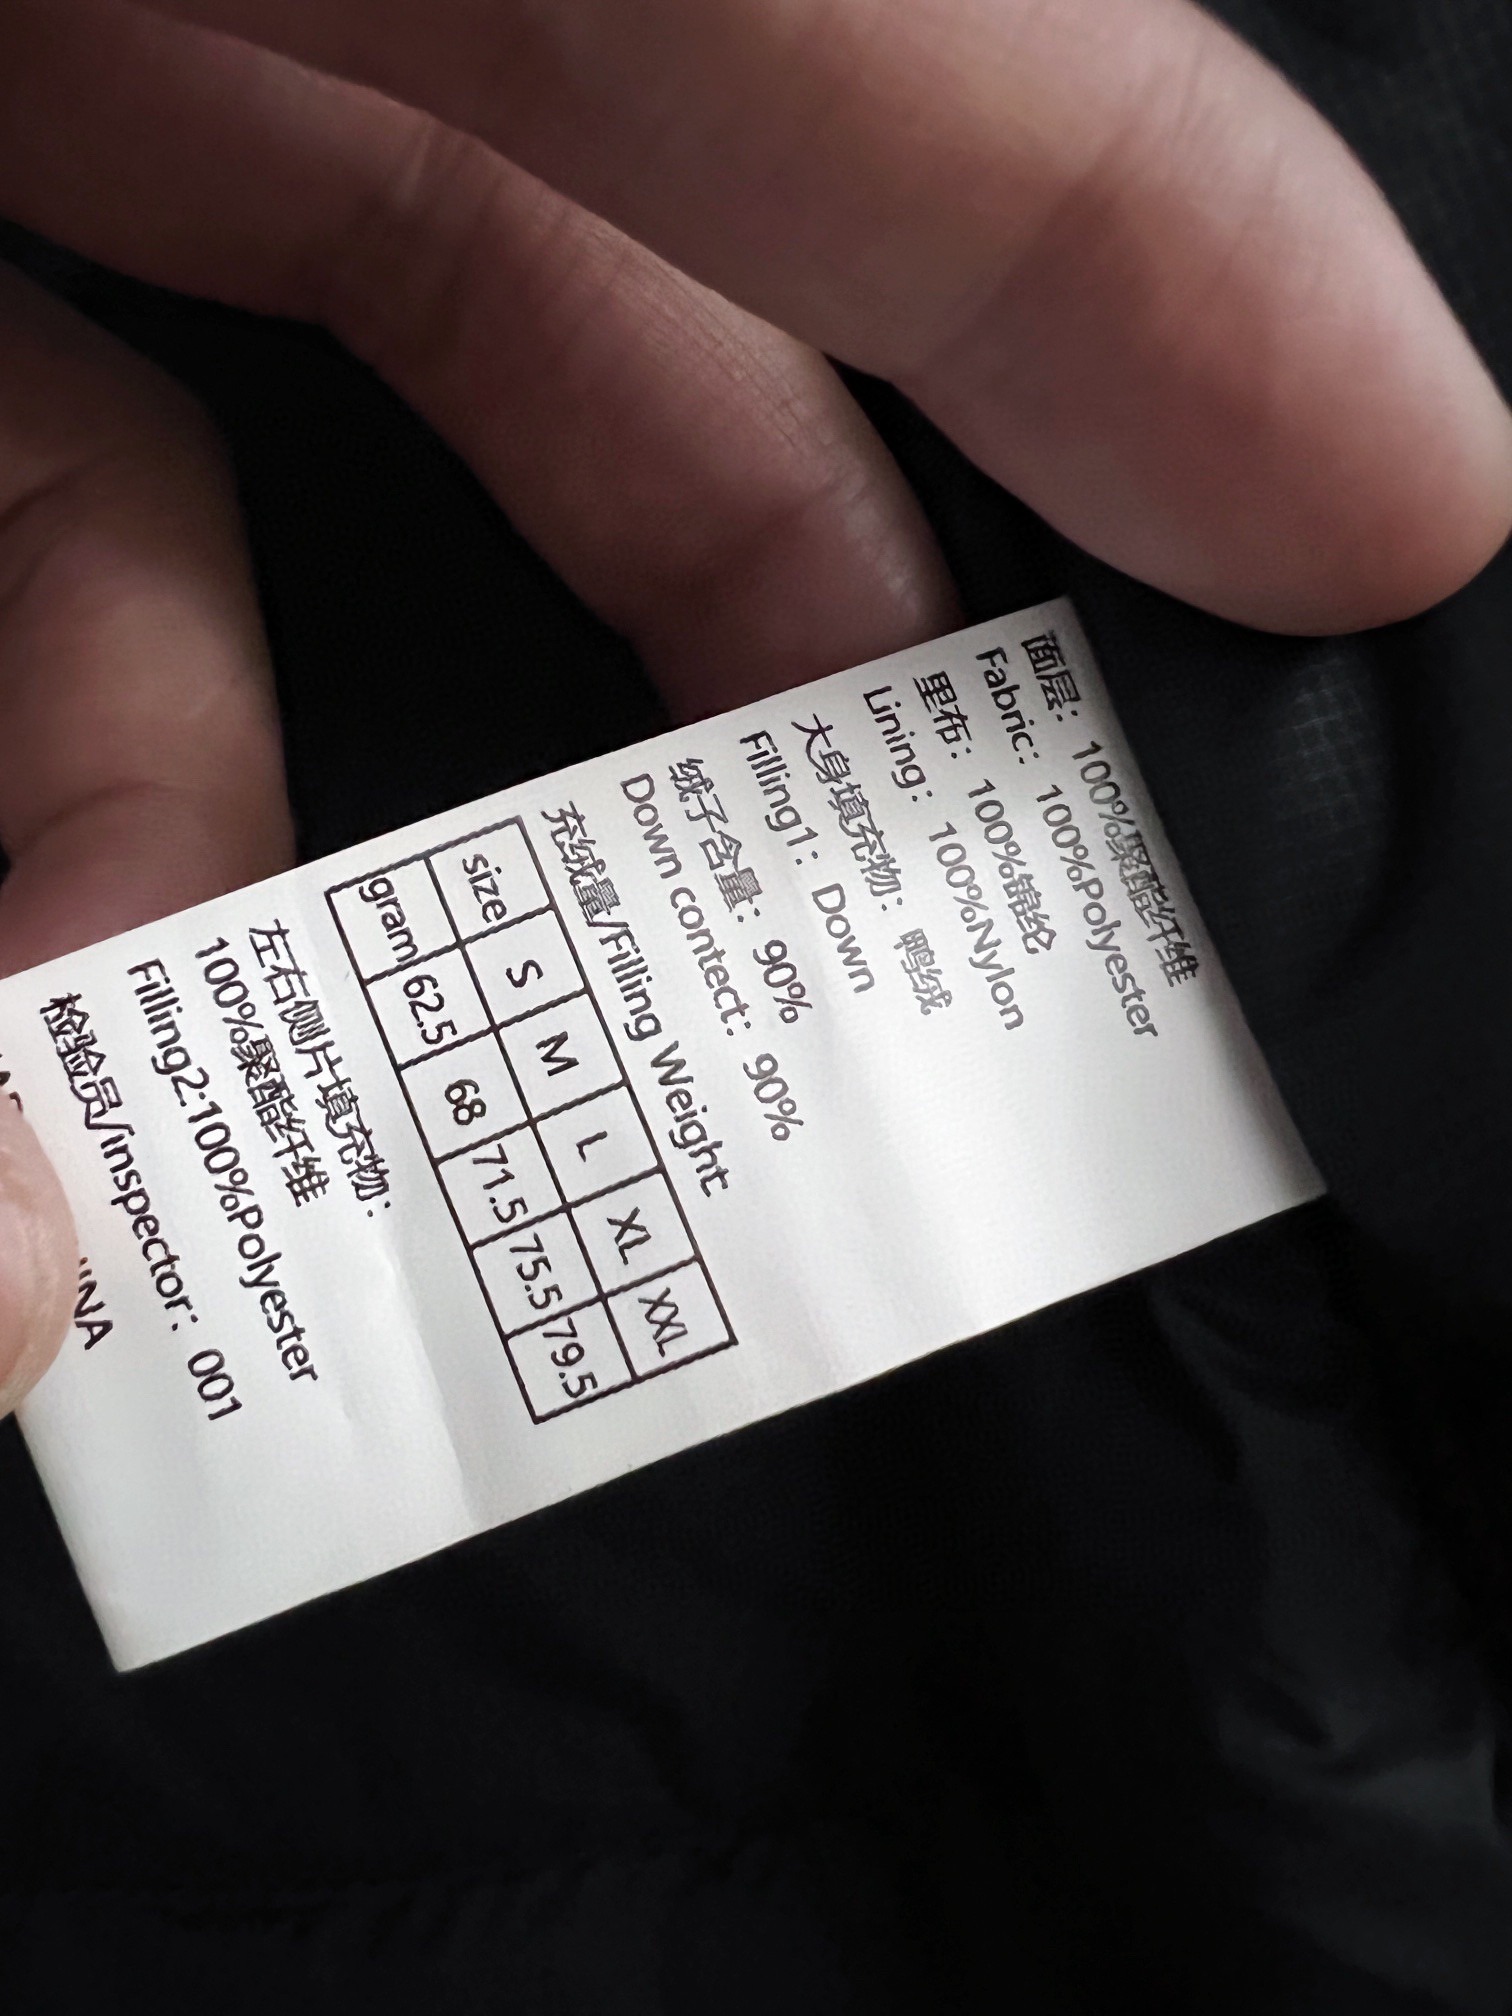 面层：100%聚酯纤维
Fabric：100%Polyester
里布：100%锦纶
Lining：100%Nylon
大身填充物：鸭绒
Filling1：Down
绒子含量：90%
Down contect：90%
充绒量/Filling Weight
size S M L XL XXL
gram 62.5 68 71.5 75.5 79.5
左右侧片填充物：
100%聚酯纤维
Filling2:100%Polyester
检验员/inspector：001